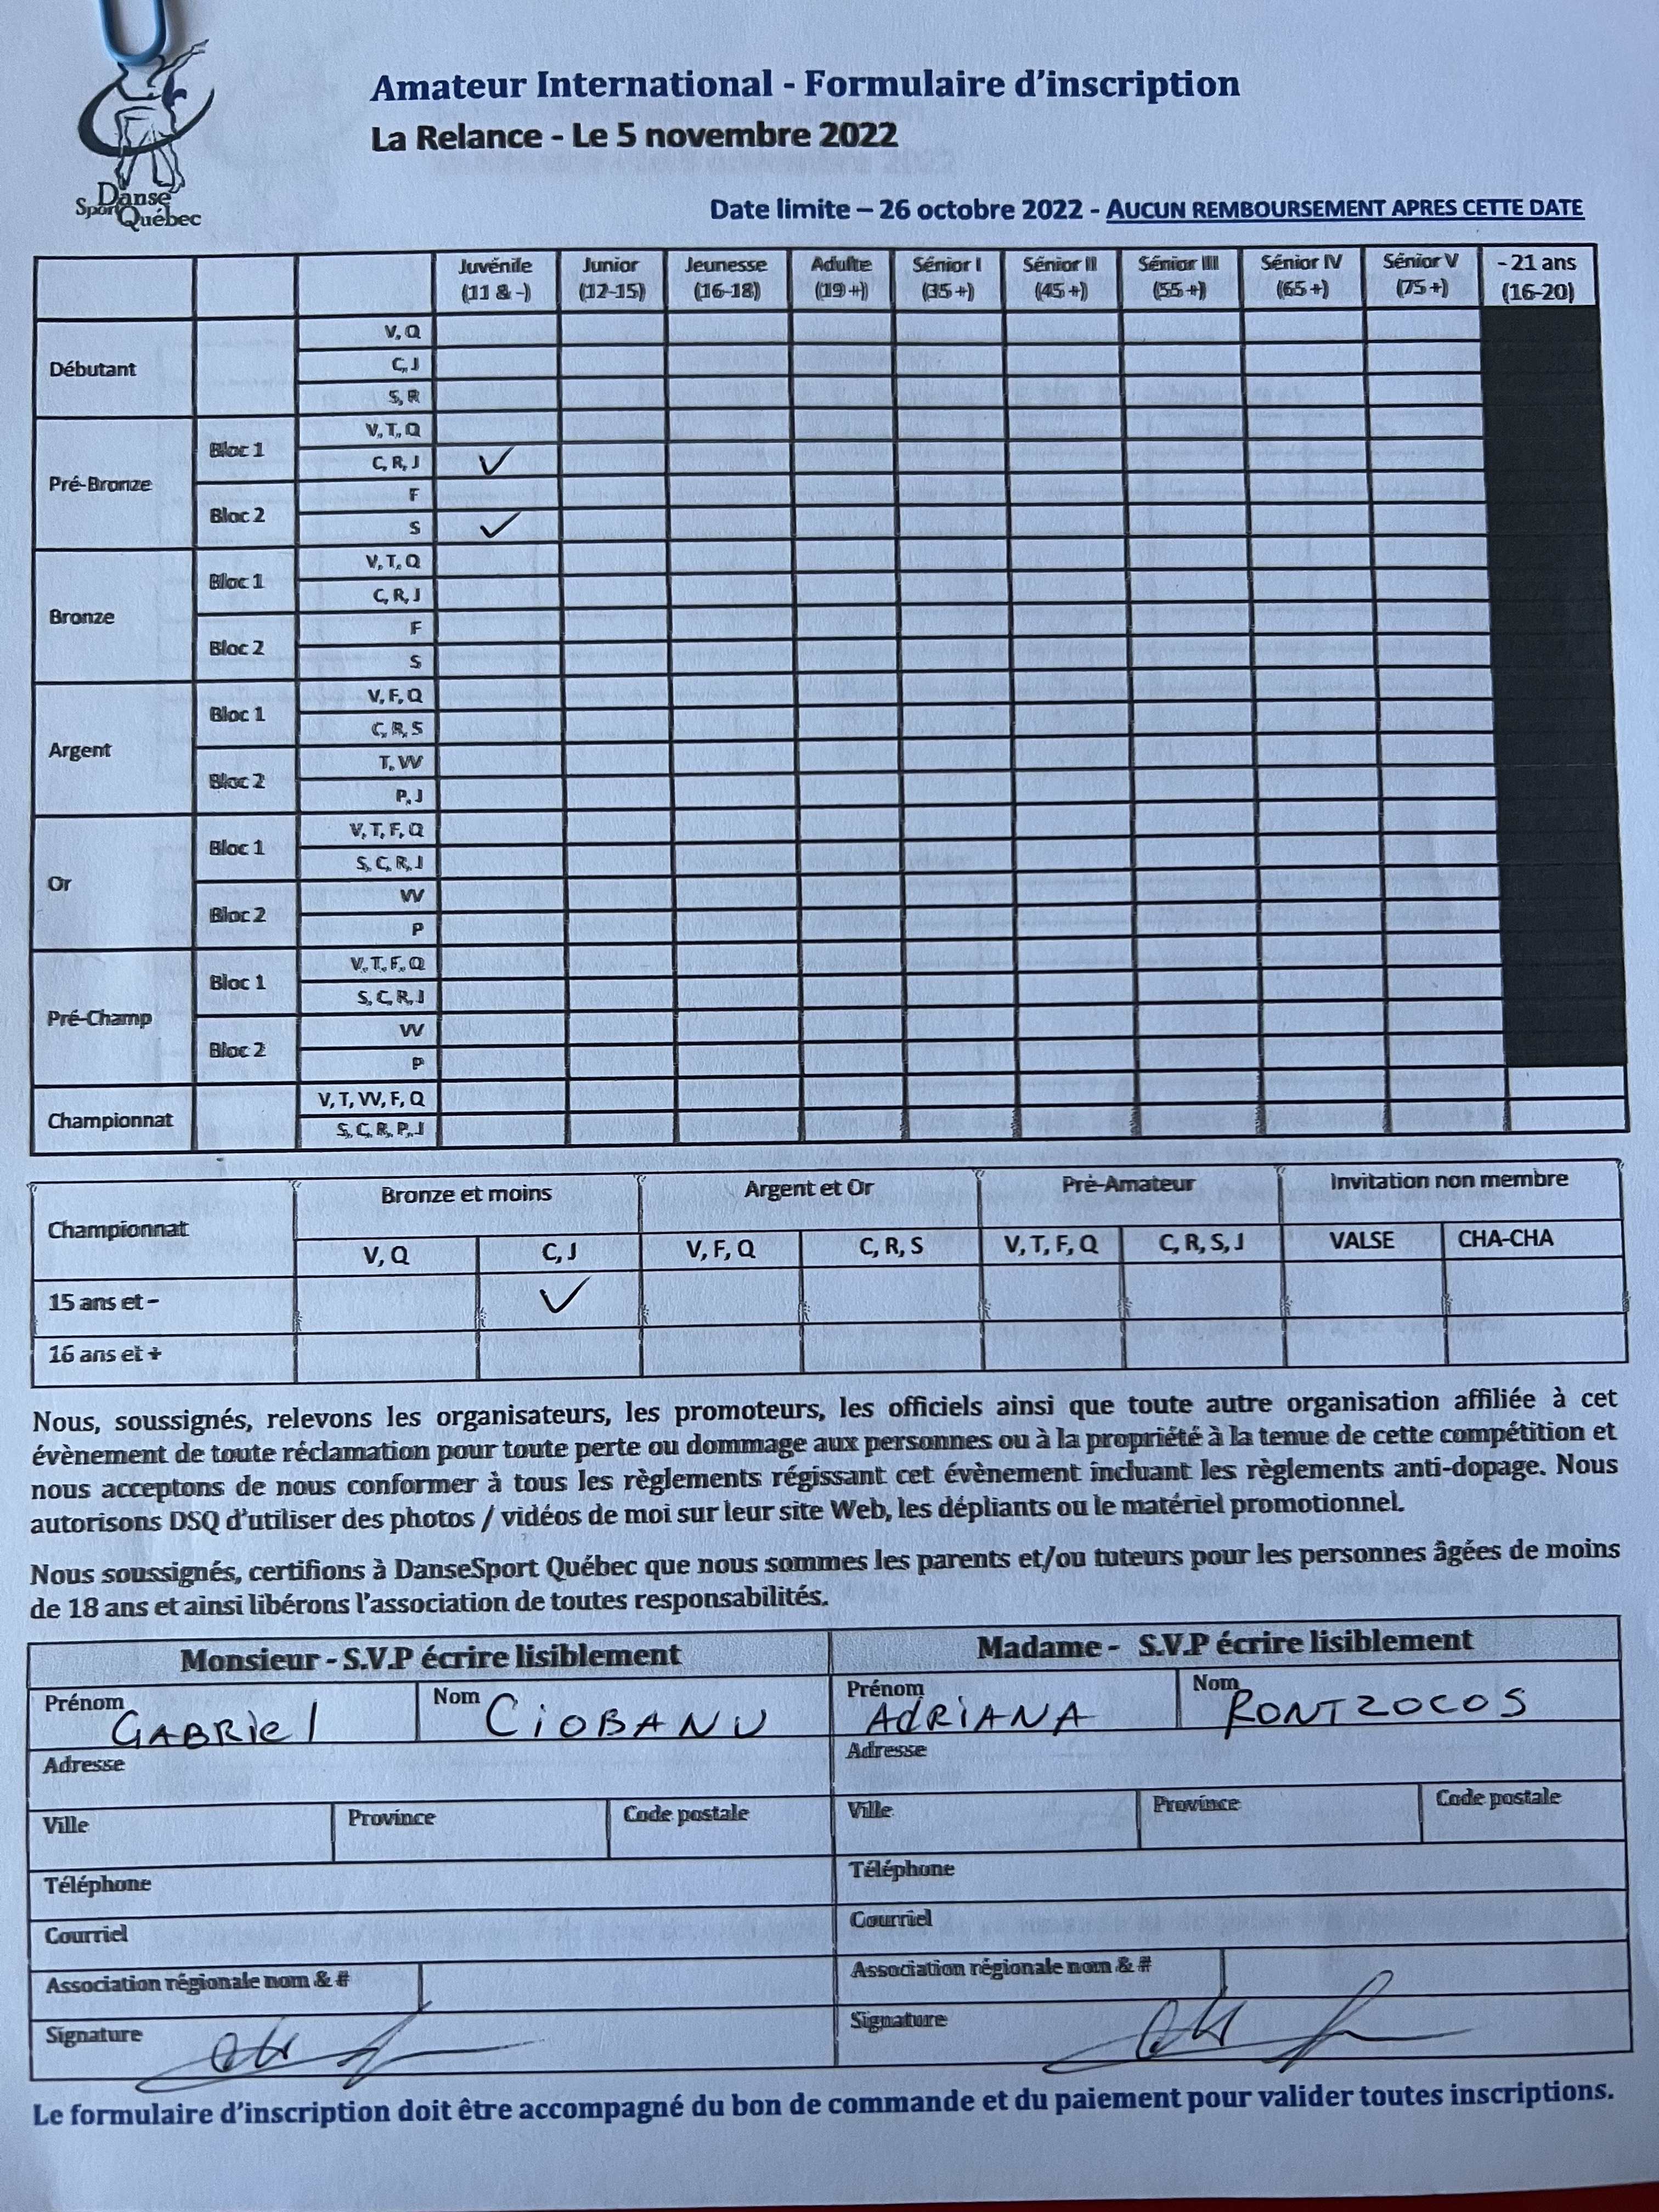 Amateur International - Formulaire d'inscription
La Relance - Le 5 novembre 2022
Danse
Sport Québec
Date limite – 26 octobre 2022 - AUCUN REMBOURSEMENT APRES CETTE DATE
Juvénile Junior Jeunesse Adulte Sénior I Sénior II Sénior III Sénior IV Sénior V - 21 ans
(11 & -) (12-15) (16-18) (19 +) (35 +) (45 +) (55 +) (65 +) (75 +) (16-20)
Débutant
V, Q
C, J
S, R
Pré-Bronze
Bloc 1
V, T, Q
C, R, J ✓
Bloc 2
F
S ✓
Bronze
Bloc 1
V, T, Q
C, R, J
Bloc 2
F
S
Argent
Bloc 1
V, F, Q
C, R, S
Bloc 2
T, W
P, J
Or
Bloc 1
V, T, F, Q
S, C, R, J
Bloc 2
W
P
Pré-Champ
Bloc 1
V, T, F, Q
S, C, R, J
Bloc 2
W
P
Championnat
V, T, W, F, Q
S, C, R, P, J
Championnat
Bronze et moins Argent et Or Pré-Amateur Invitation non membre
V, Q C, J V, F, Q C, R, S V, T, F, Q C, R, S, J VALSE CHA-CHA
15 ans et - ✓
16 ans et +
Nous, soussignés, relevons les organisateurs, les promoteurs, les officiels ainsi que toute autre organisation affiliée à cet
évènement de toute réclamation pour toute perte ou dommage aux personnes ou à la propriété à la tenue de cette compétition et
nous acceptons de nous conformer à tous les règlements régissant cet évènement incluant les règlements anti-dopage. Nous
autorisons DSQ d'utiliser des photos / vidéos de moi sur leur site Web, les dépliants ou le matériel promotionnel.
Nous soussignés, certifions à DanseSport Québec que nous sommes les parents et/ou tuteurs pour les personnes âgées de moins
de 18 ans et ainsi libérons l'association de toutes responsabilités.
Monsieur - S.V.P écrire lisiblement Madame - S.V.P écrire lisiblement
Prénom GABRiel Nom CiOBANU Prénom ADRIANA Nom RONTZOCOS
Adresse Adresse
Ville Province Code postale Ville Province Code postale
Téléphone Téléphone
Courriel Courriel
Association régionale nom & # Association régionale nom & #
Signature Signature
Le formulaire d'inscription doit être accompagné du bon de commande et du paiement pour valider toutes inscriptions.